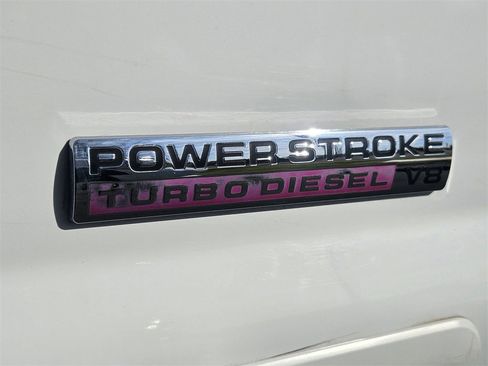 POWER STROKE
TURBO DIESEL V8